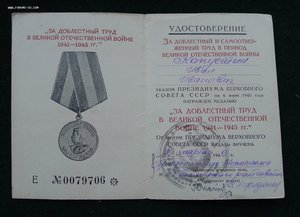 "ЗА ДОБЛЕСТНЫЙ ТРУД
В ВЕЛИКОЙ ОТЕЧЕСТВЕННОЙ ВОЙНЕ
1941—1945 гг."
Е № 0079706
УДОСТОВЕРЕНИЕ
ЗА ДОБЛЕСТНЫЙ И САМООТВЕР-
ЖЕННЫЙ ТРУД В ПЕРИОД
ВЕЛИКОЙ ОТЕЧЕСТВЕННОЙ ВОЙНЫ
Иван
Иванович
УКАЗОМ ПРЕЗИДИУМА ВЕРХОВНОГО
СОВЕТА СССР от 6 июня 1945 года
НАГРАЖДЕН МЕДАЛЬЮ
"ЗА ДОБЛЕСТНЫЙ ТРУД
В ВЕЛИКОЙ ОТЕЧЕСТВЕННОЙ
ВОЙНЕ 1941—1945 гг."
От имени ПРЕЗИДИУМА ВЕРХОВНОГО
СОВЕТА СССР МЕДАЛЬ ВРУЧЕНА